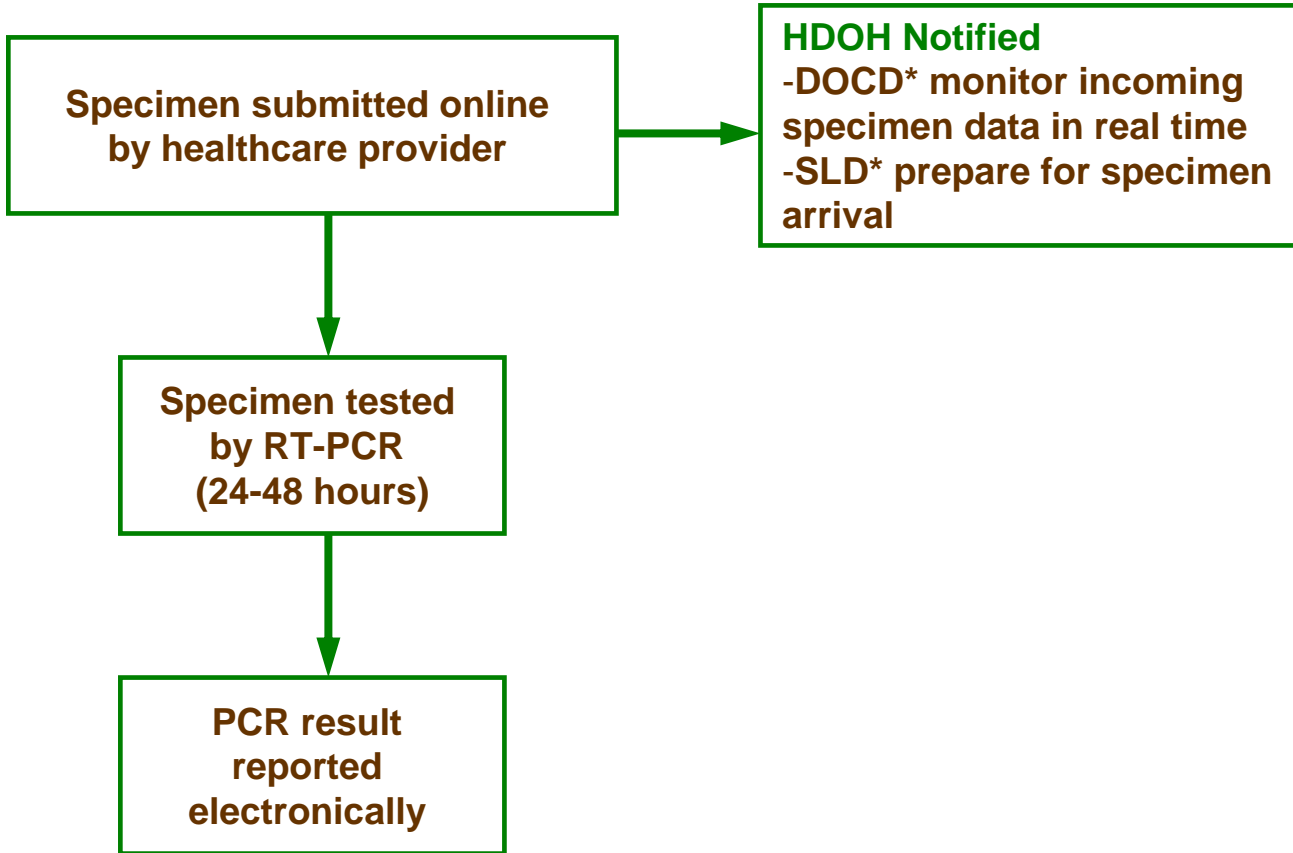 Specimen submitted online
by healthcare provider
HDOH Notified
-DOCD* monitor incoming
specimen data in real time
-SLD* prepare for specimen
arrival
Specimen tested
by RT-PCR
(24-48 hours)
PCR result
reported
electronically